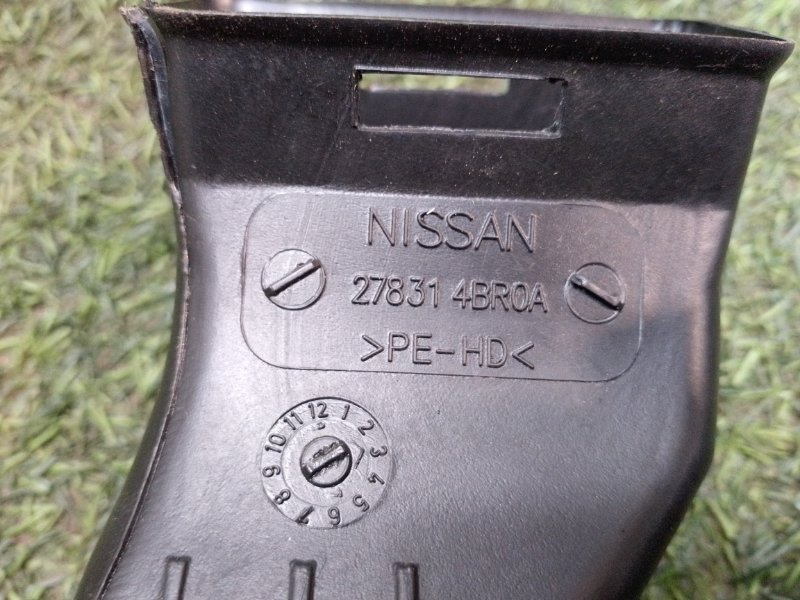 NISSAN
27831 4BR0A
>PE-HD<
1 2 3 4 5 6 7 8 9 10 11 12